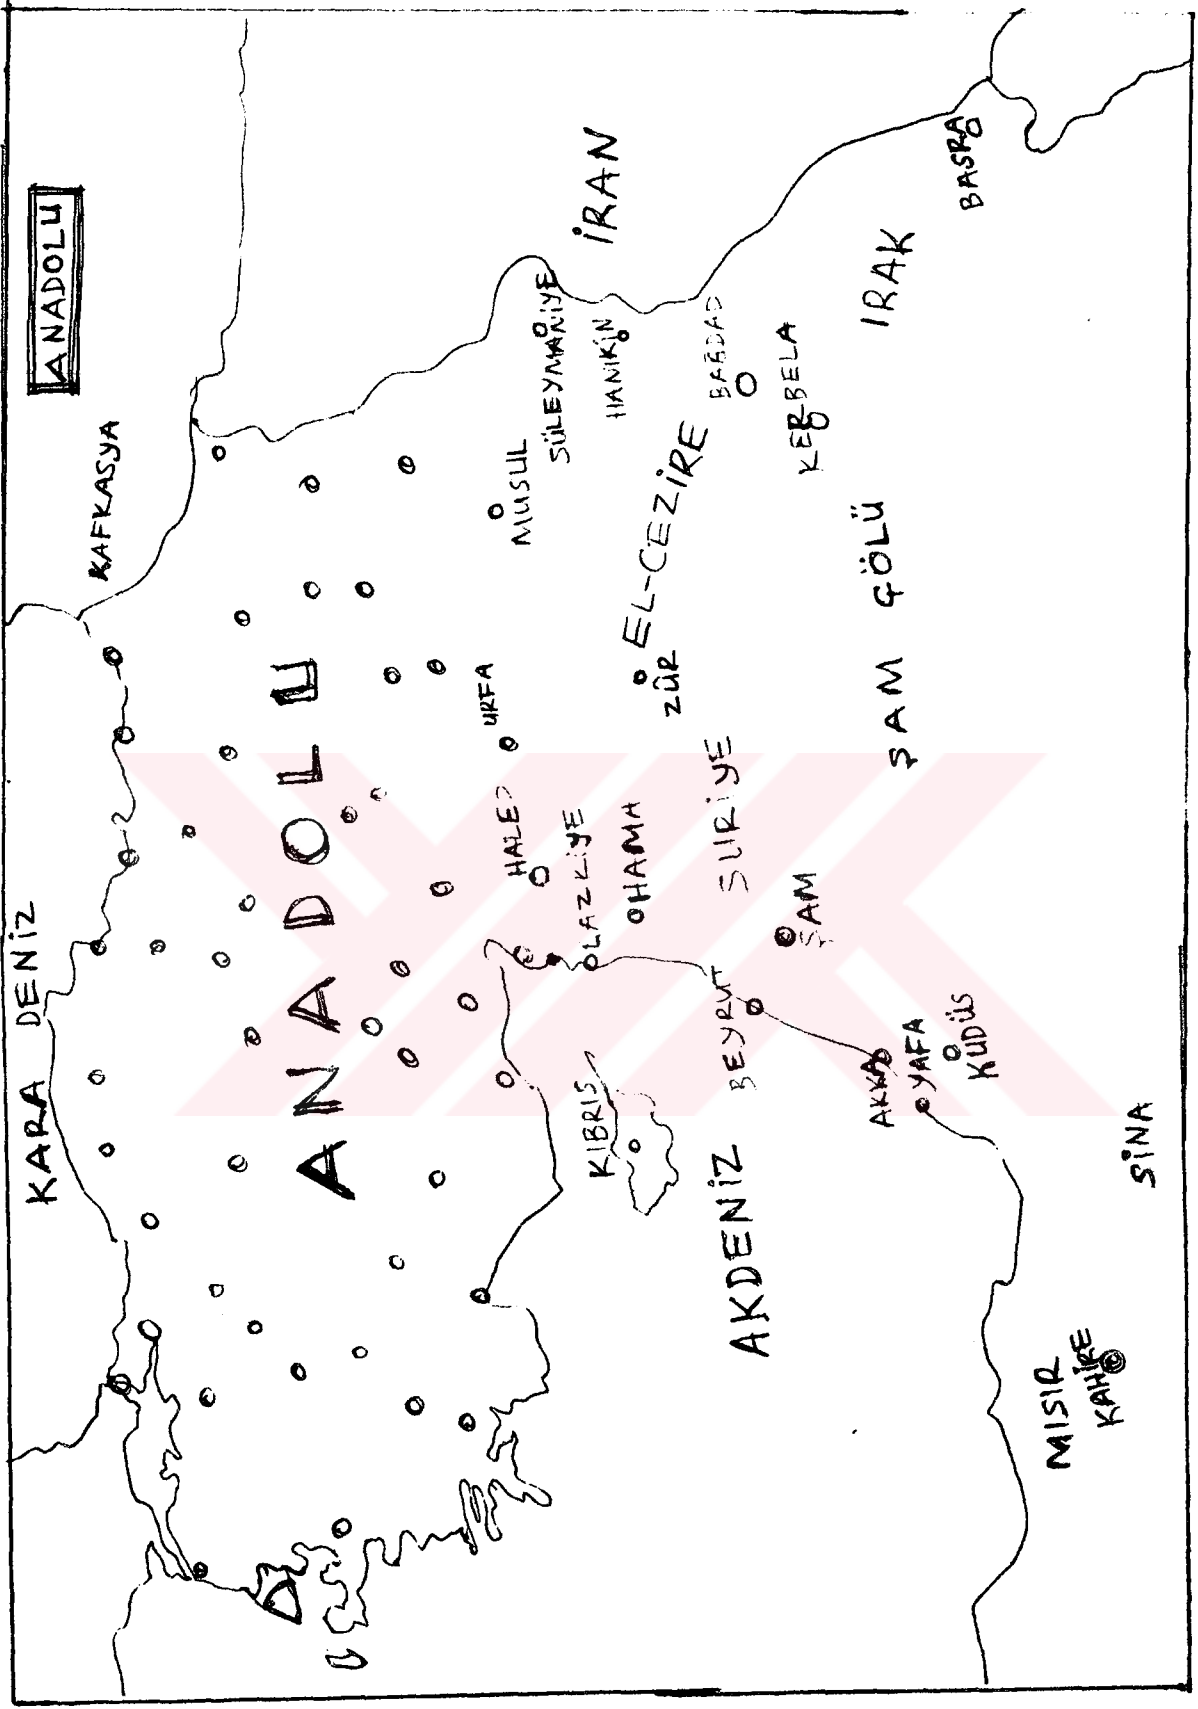 ANADOLU
KAFKASYA
KARA DENİZ
ANADOLU
İRAN
SÜLEYMANİYE
MUSUL
HANIKİN
URFA
HALEP
LAZKİYE
HAMA
EL-CEZİRE
ZÛR
BAĞDAD
KERBELA
IRAK
BASRA
SURİYE
ŞAM
ŞAM ÇÖLÜ
KIBRIS
BEYRUT
AKDENİZ
AKKA
YAFA
KUDÜS
SİNA
MISIR
KAHİRE